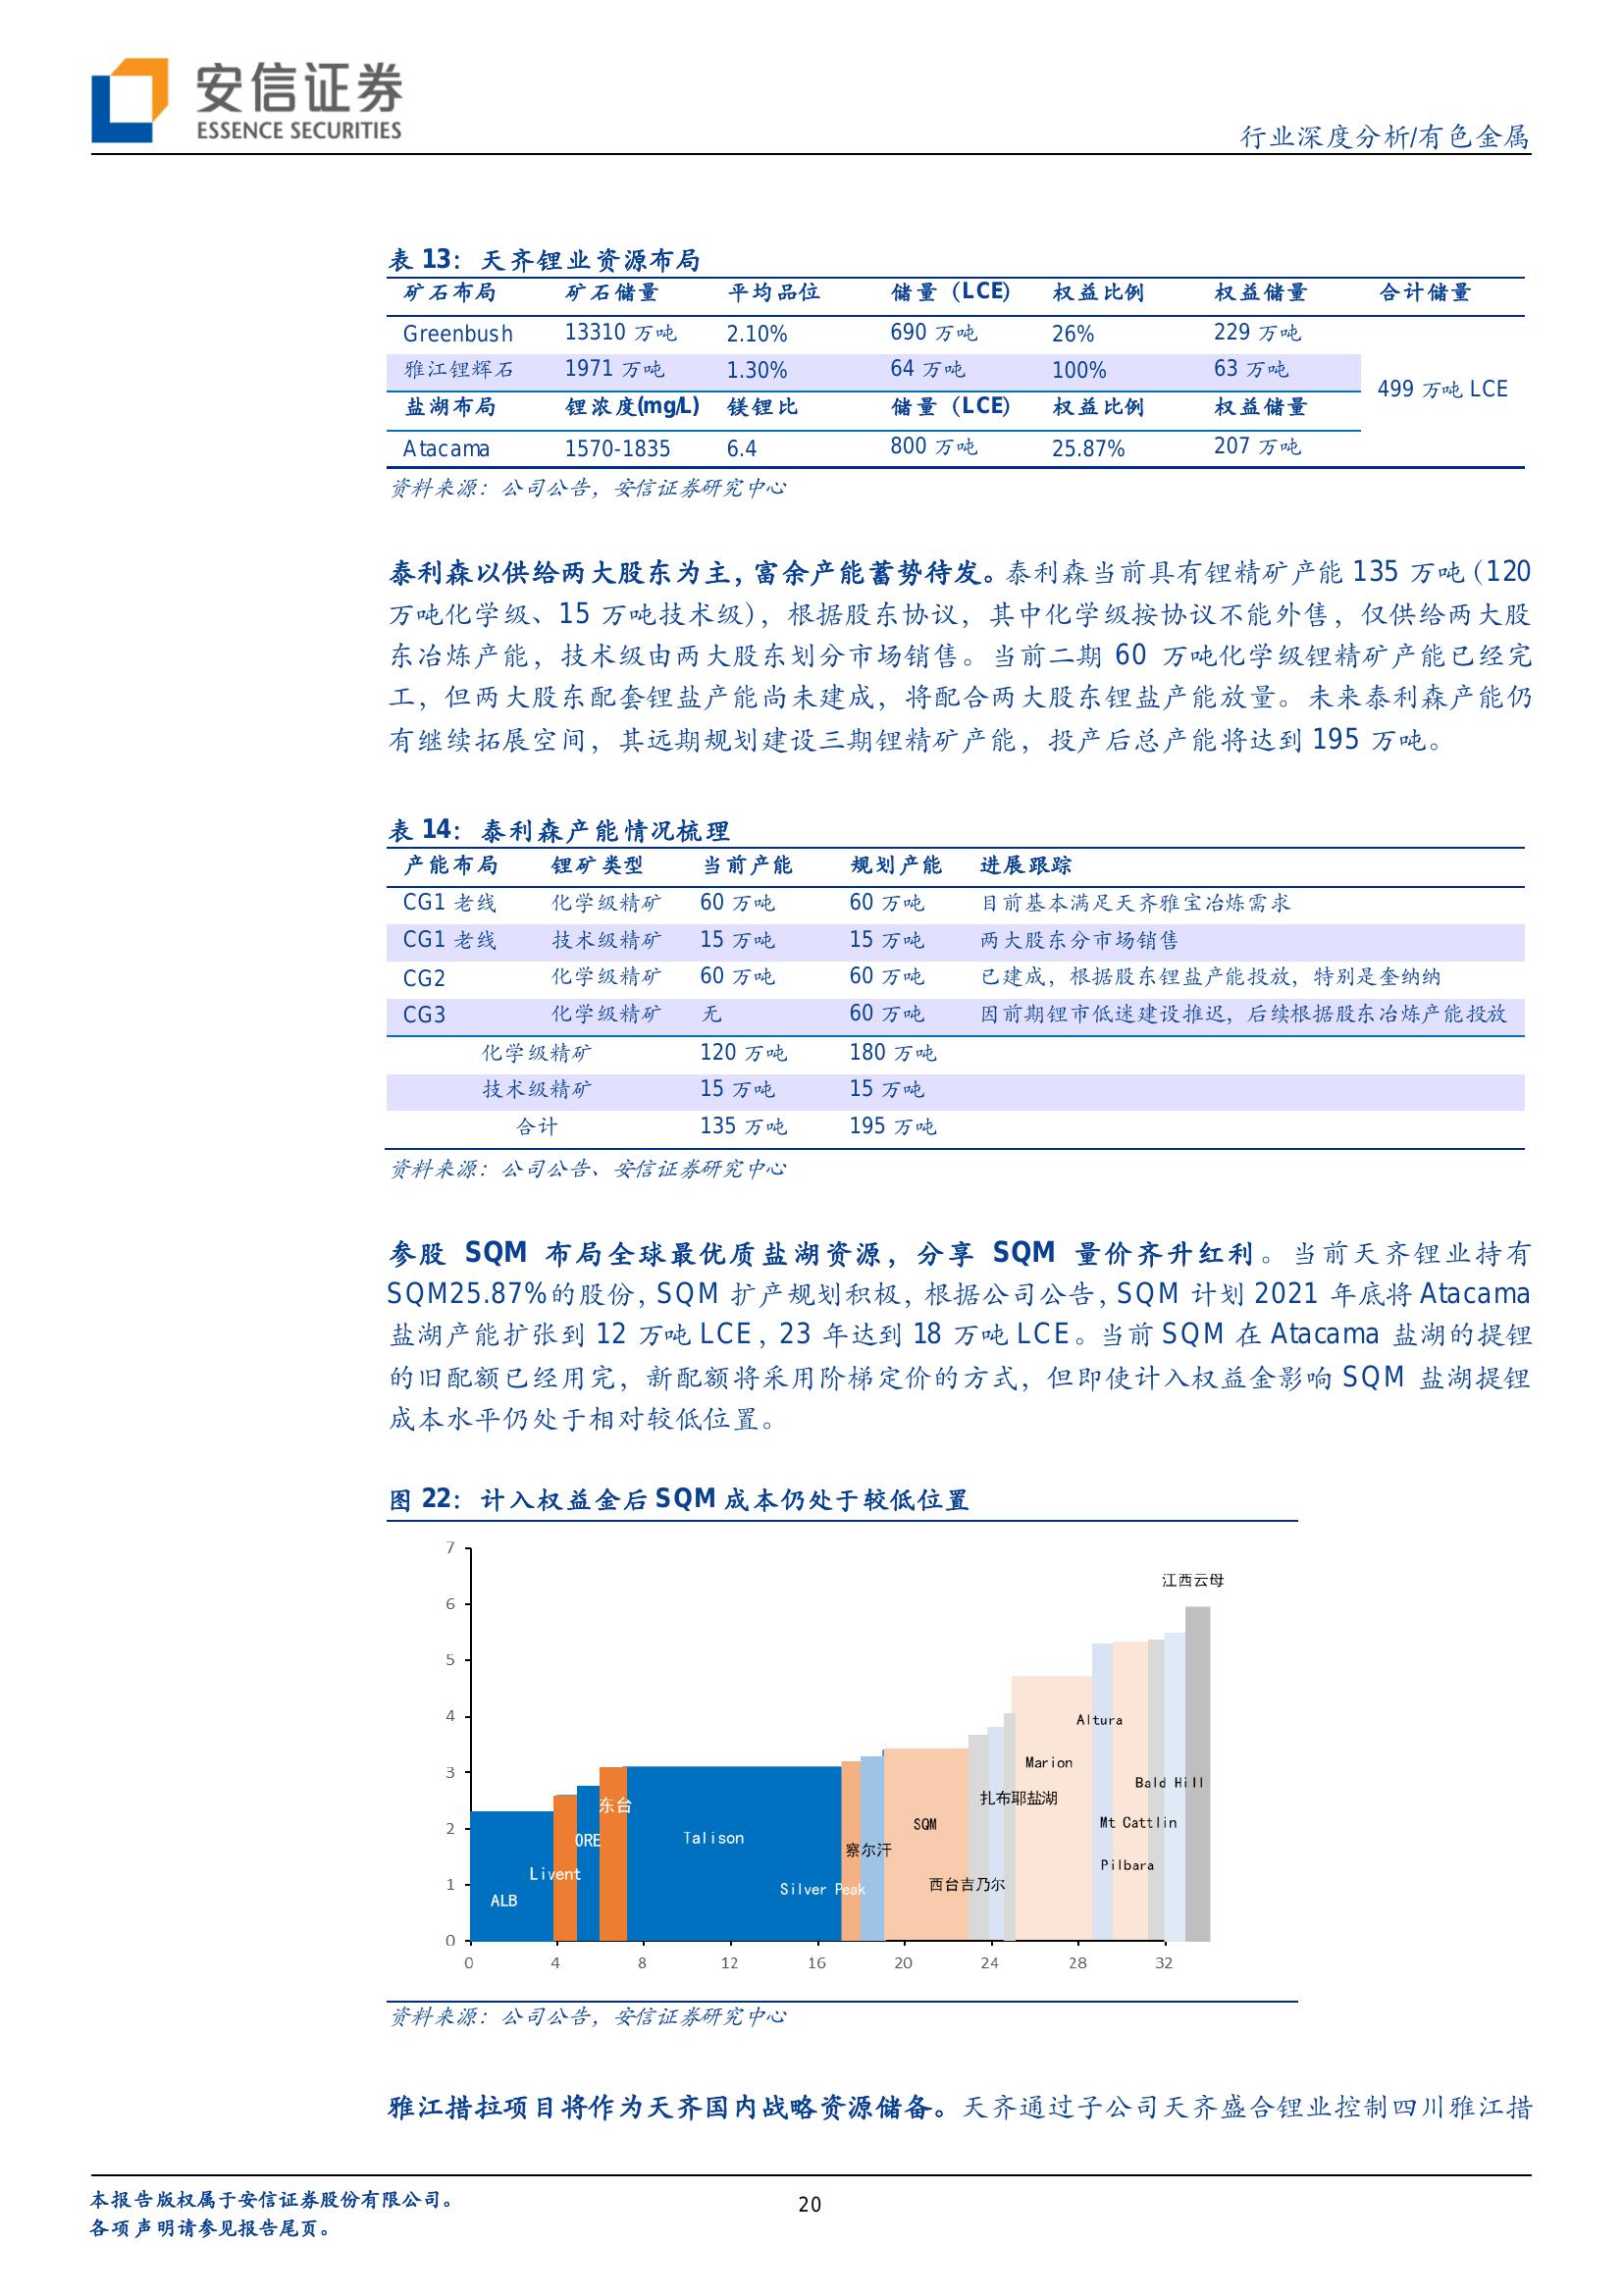 安信证券
ESSENCE SECURITIES
行业深度分析/有色金属
表 13：天齐锂业资源布局
矿石布局 矿石储量 平均品位 储量（LCE) 权益比例 权益储量 合计储量
Greenbush 13310 万吨 2.10% 690 万吨 26% 229 万吨
雅江锂辉石 1971 万吨 1.30% 64 万吨 100% 63 万吨
499 万吨 LCE
盐湖布局 锂浓度(mg/L) 镁锂比 储量（LCE) 权益比例 权益储量
Atacama 1570-1835 6.4 800 万吨 25.87% 207 万吨
资料来源：公司公告，安信证券研究中心
泰利森以供给两大股东为主，富余产能蓄势待发。泰利森当前具有锂精矿产能 135 万吨（120
万吨化学级、15 万吨技术级），根据股东协议，其中化学级按协议不能外售，仅供给两大股
东冶炼产能，技术级由两大股东划分市场销售。当前二期 60 万吨化学级锂精矿产能已经完
工，但两大股东配套锂盐产能尚未建成，将配合两大股东锂盐产能放量。未来泰利森产能仍
有继续拓展空间，其远期规划建设三期锂精矿产能，投产后总产能将达到 195 万吨。
表 14：泰利森产能情况梳理
产能布局 锂矿类型 当前产能 规划产能 进展跟踪
CG1 老线 化学级精矿 60 万吨 60 万吨 目前基本满足天齐雅宝冶炼需求
CG1 老线 技术级精矿 15 万吨 15 万吨 两大股东分市场销售
CG2 化学级精矿 60 万吨 60 万吨 已建成，根据股东锂盐产能投放，特别是奎纳纳
CG3 化学级精矿 无 60 万吨 因前期锂市低迷建设推迟，后续根据股东冶炼产能投放
化学级精矿 120 万吨 180 万吨
技术级精矿 15 万吨 15 万吨
合计 135 万吨 195 万吨
资料来源：公司公告、安信证券研究中心
参股 SQM 布局全球最优质盐湖资源，分享 SQM 量价齐升红利。当前天齐锂业持有
SQM25.87%的股份，SQM 扩产规划积极，根据公司公告，SQM 计划 2021 年底将 Atacama
盐湖产能扩张到 12 万吨 LCE，23 年达到 18 万吨 LCE。当前 SQM 在 Atacama 盐湖的提锂
的旧配额已经用完，新配额将采用阶梯定价的方式，但即使计入权益金影响 SQM 盐湖提锂
成本水平仍处于相对较低位置。
图 22：计入权益金后 SQM 成本仍处于较低位置
7
江西云母
6
5
4
Altura
Marion
3
Bald Hill
扎布耶盐湖
东台
2
SQM
Mt Cattlin
ORE
Talison
察尔汗
Pilbara
Livent
1
Silver Peak
西台吉乃尔
ALB
0
0 4 8 12 16 20 24 28 32
资料来源：公司公告，安信证券研究中心
雅江措拉项目将作为天齐国内战略资源储备。天齐通过子公司天齐盛合锂业控制四川雅江措
本报告版权属于安信证券股份有限公司。
20
各项声明请参见报告尾页。